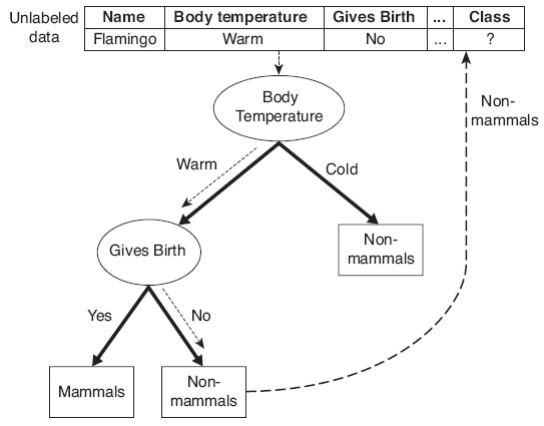 Unlabeled
data
Name Body temperature Gives Birth ... Class
Flamingo Warm No ... ?
Non-
mammals
Body
Temperature
Warm
Cold
Non-
mammals
Gives Birth
Yes
No
Mammals
Non-
mammals